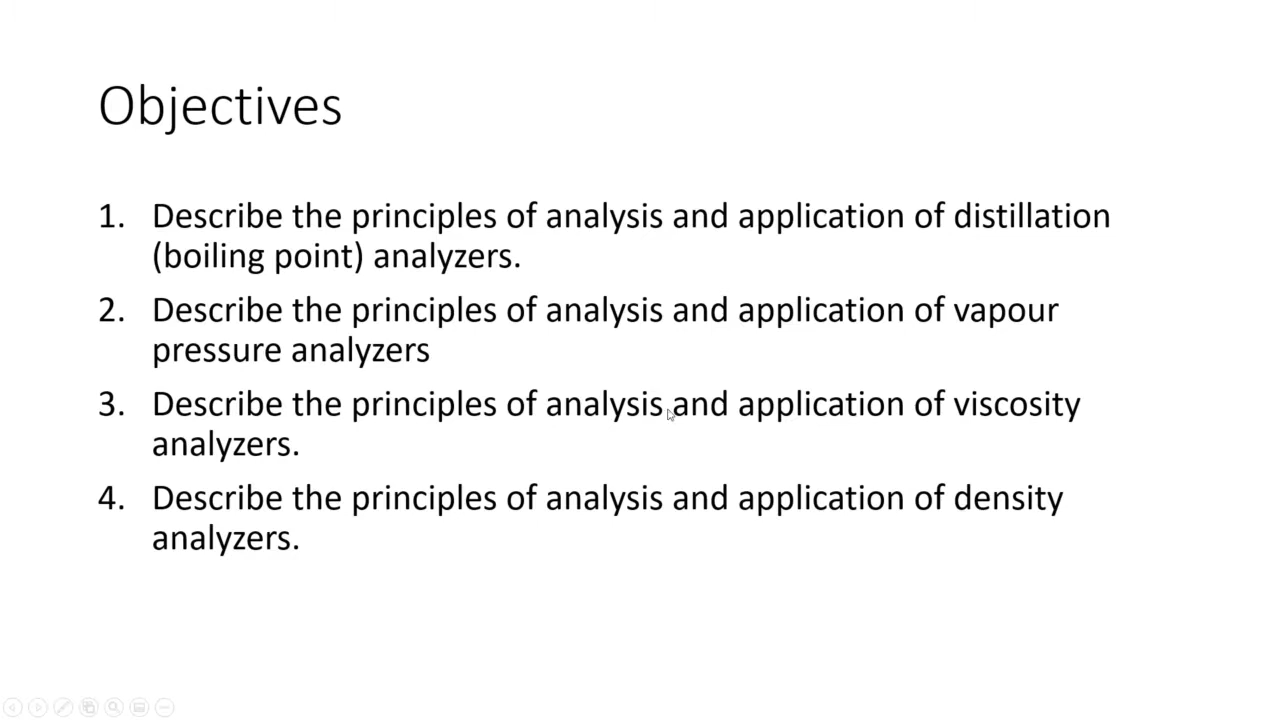 Objectives
1. Describe the principles of analysis and application of distillation
(boiling point) analyzers.
2. Describe the principles of analysis and application of vapour
pressure analyzers
3. Describe the principles of analysis and application of viscosity
analyzers.
4. Describe the principles of analysis and application of density
analyzers.